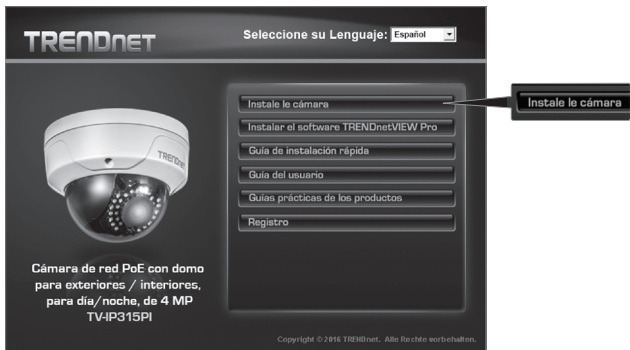 TRENDnet
Seleccione su Lenguaje: Español
Instale le cámara
Instale le cámara
Instalar el software TRENDnetVIEW Pro
Guía de instalación rápida
Guía del usuario
Guías prácticas de los productos
Registro
TRENDnet
Cámara de red PoE con domo
para exteriores / interiores,
para día/noche, de 4 MP
TV-IP315PI
Copyright © 2016 TRENDnet. Alle Rechte vorbehalten.